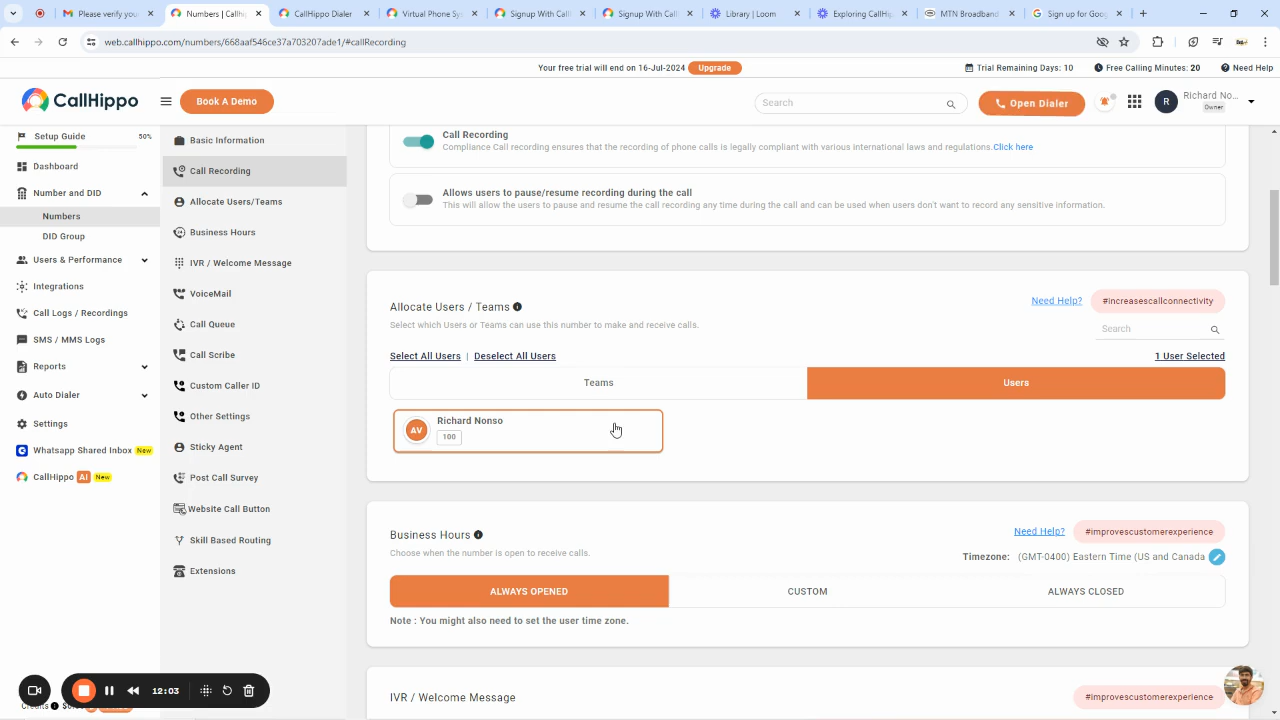 Please verify you
Numbers | Callhip
CallHippo Dialer
Virtual Phone Sy
Signup With Call
Signup With Call
Library | Loom
Exploring CallHip
MTN Broadband
Sign up for Goog
web.callhippo.com/numbers/668aaf546ce37a703207ade1/#callRecording
Your free trial will end on 16-Jul-2024 Upgrade
Trial Remaining Days: 10
Free Calling Minutes: 20
Need Help
CallHippo
Book A Demo
Search
Open Dialer
R
Richard No...
Owner
Setup Guide 50%
Dashboard
Number and DID
Numbers
DID Group
Users & Performance
Integrations
Call Logs / Recordings
SMS / MMS Logs
Reports
Auto Dialer
Settings
Whatsapp Shared Inbox New
CallHippo AI New
Credits
Basic Information
Call Recording
Allocate Users/Teams
Business Hours
IVR / Welcome Message
VoiceMail
Call Queue
Call Scribe
Custom Caller ID
Other Settings
Sticky Agent
Post Call Survey
Website Call Button
Skill Based Routing
Extensions
Call Recording
Compliance Call recording ensures that the recording of phone calls is legally compliant with various international laws and regulations.Click here
Allows users to pause/resume recording during the call
This will allow the users to pause and resume the call recording any time during the call and can be used when users don't want to record any sensitive information.
Allocate Users / Teams
Need Help? #increasescallconnectivity
Select which Users or Teams can use this number to make and receive calls.
Search
Select All Users | Deselect All Users
1 User Selected
Teams
Users
AV
Richard Nonso
100
Business Hours
Need Help? #improvescustomerexperience
Choose when the number is open to receive calls.
Timezone: (GMT-0400) Eastern Time (US and Canada
ALWAYS OPENED
CUSTOM
ALWAYS CLOSED
Note : You might also need to set the user time zone.
IVR / Welcome Message
#improvescustomerexperience
12:03